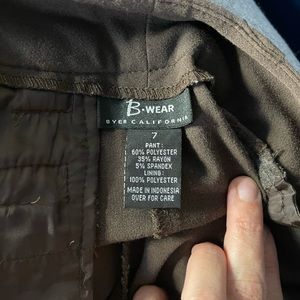 B•WEAR
BYER CALIFORNIA
7
PANT:
60% POLYESTER
35% RAYON
5% SPANDEX
LINING:
100% POLYESTER
MADE IN INDONESIA
OVER FOR CARE